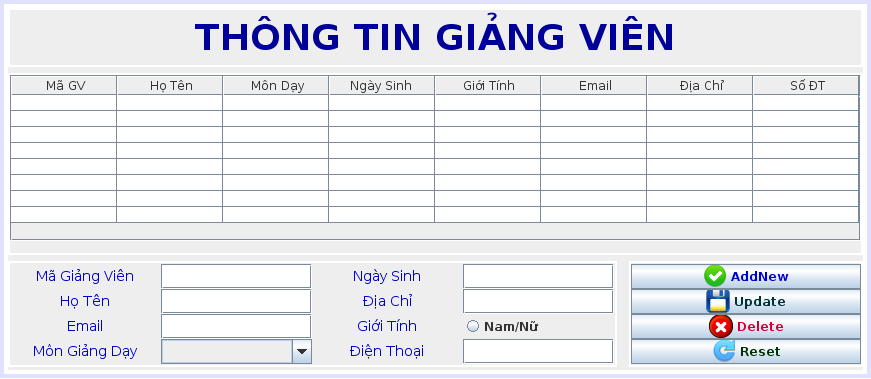 THÔNG TIN GIẢNG VIÊN
Mã GV Họ Tên Môn Dạy Ngày Sinh Giới Tính Email Địa Chỉ Số ĐT
Mã Giảng Viên Ngày Sinh AddNew
Họ Tên Địa Chỉ Update
Email Giới Tính Nam/Nữ Delete
Môn Giảng Dạy Điện Thoại Reset